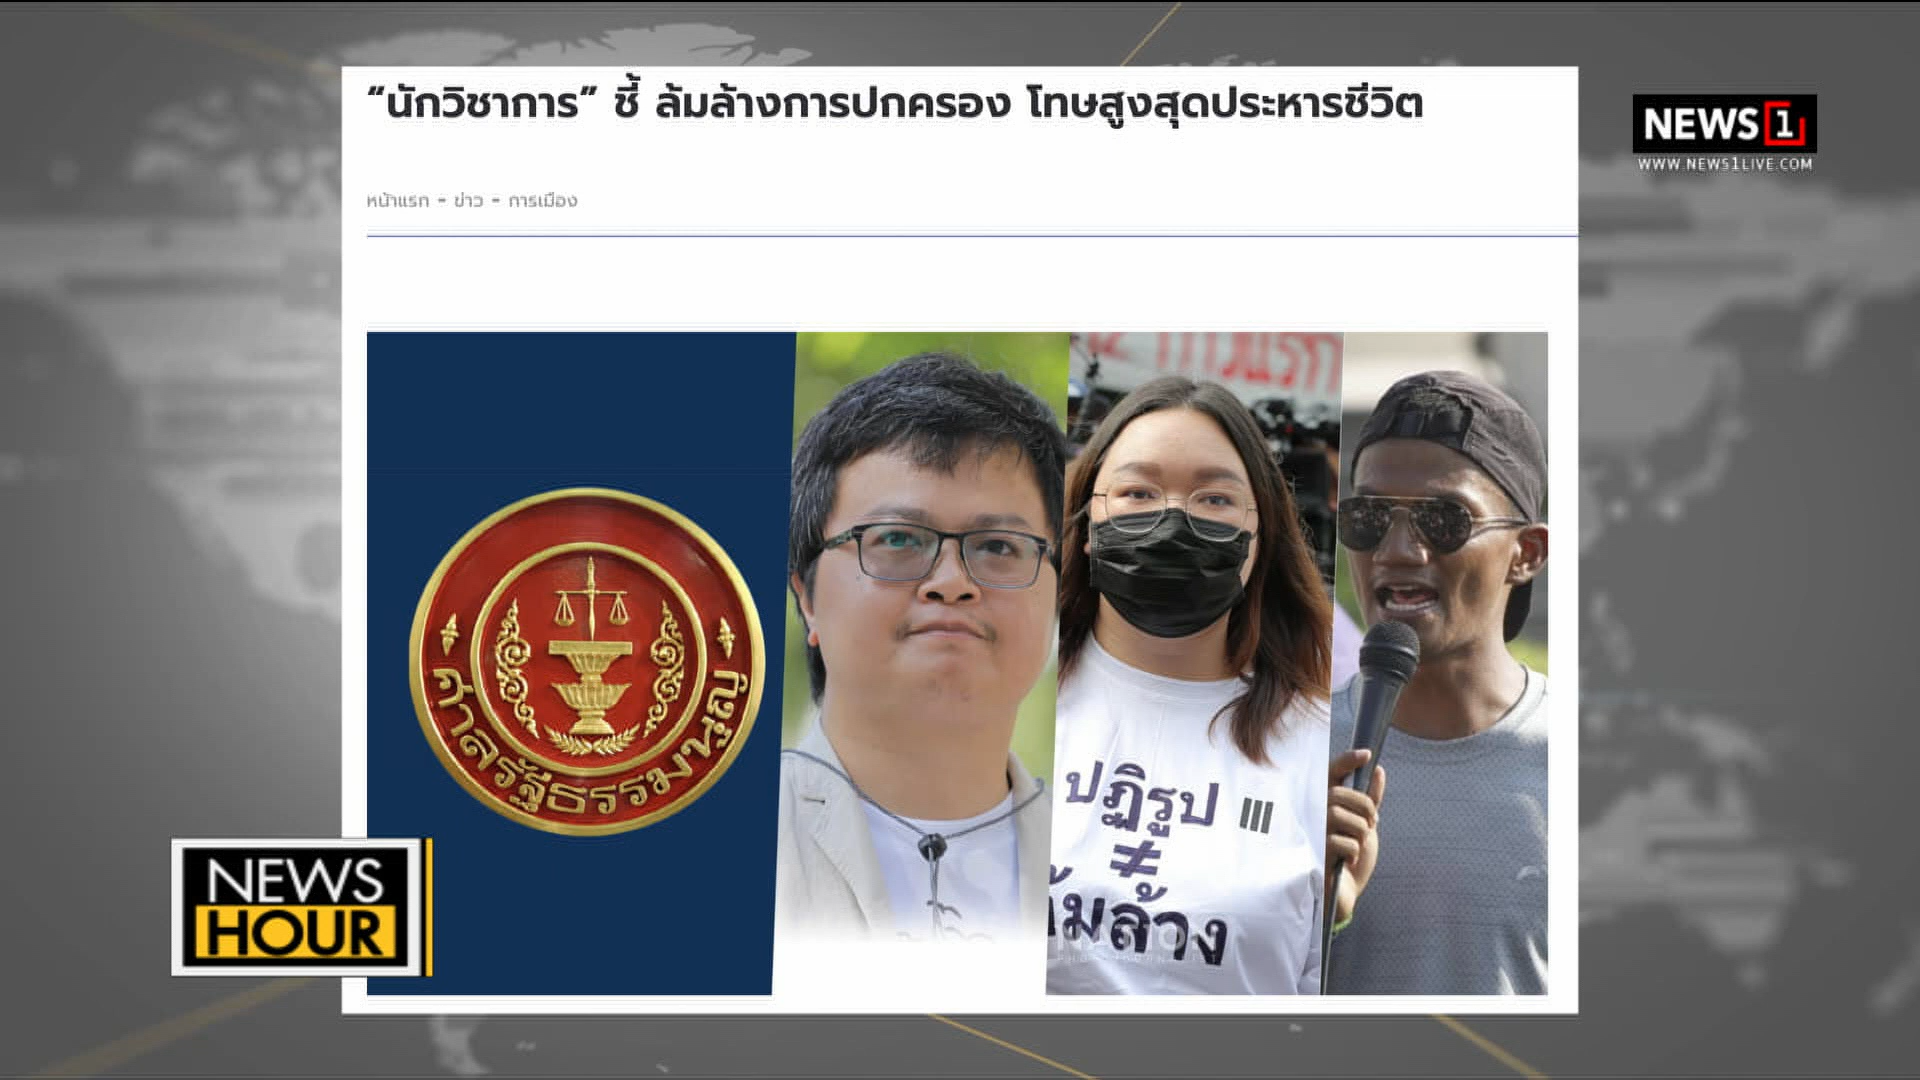 “นักวิชาการ” ชี้ ล้มล้างการปกครอง โทษสูงสุดประหารชีวิต
NEWS 1
WWW.NEWS1LIVE.COM
หน้าแรก - ข่าว - การเมือง
ศาลรัฐธรรมนูญ
ปฏิรูป
≠
ล้มล้าง
NEWS
HOUR